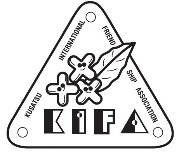 KUSATSU INTERNATIONAL
FRIEND SHIP ASSOCIATION
KIFA